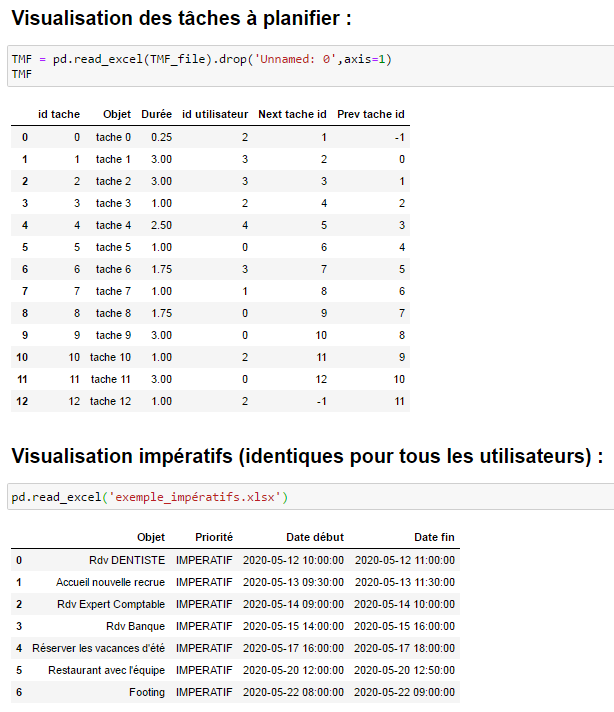 Visualisation des tâches à planifier :
TMF = pd.read_excel(TMF_file).drop('Unnamed: 0',axis=1)
TMF
id tache Objet Durée id utilisateur Next tache id Prev tache id
0 0 tache 0 0.25 2 1 -1
1 1 tache 1 3.00 3 2 0
2 2 tache 2 3.00 3 3 1
3 3 tache 3 1.00 2 4 2
4 4 tache 4 2.50 4 5 3
5 5 tache 5 1.00 0 6 4
6 6 tache 6 1.75 3 7 5
7 7 tache 7 1.00 1 8 6
8 8 tache 8 1.75 0 9 7
9 9 tache 9 3.00 0 10 8
10 10 tache 10 1.00 2 11 9
11 11 tache 11 3.00 0 12 10
12 12 tache 12 1.00 2 -1 11
Visualisation impératifs (identiques pour tous les utilisateurs) :
pd.read_excel('exemple_impératifs.xlsx')
Objet Priorité Date début Date fin
0 Rdv DENTISTE IMPERATIF 2020-05-12 10:00:00 2020-05-12 11:00:00
1 Accueil nouvelle recrue IMPERATIF 2020-05-13 09:30:00 2020-05-13 11:30:00
2 Rdv Expert Comptable IMPERATIF 2020-05-14 09:00:00 2020-05-14 10:00:00
3 Rdv Banque IMPERATIF 2020-05-15 14:00:00 2020-05-15 16:00:00
4 Réserver les vacances d'été IMPERATIF 2020-05-17 16:00:00 2020-05-17 18:00:00
5 Restaurant avec l'équipe IMPERATIF 2020-05-20 12:00:00 2020-05-20 12:50:00
6 Footing IMPERATIF 2020-05-22 08:00:00 2020-05-22 09:00:00